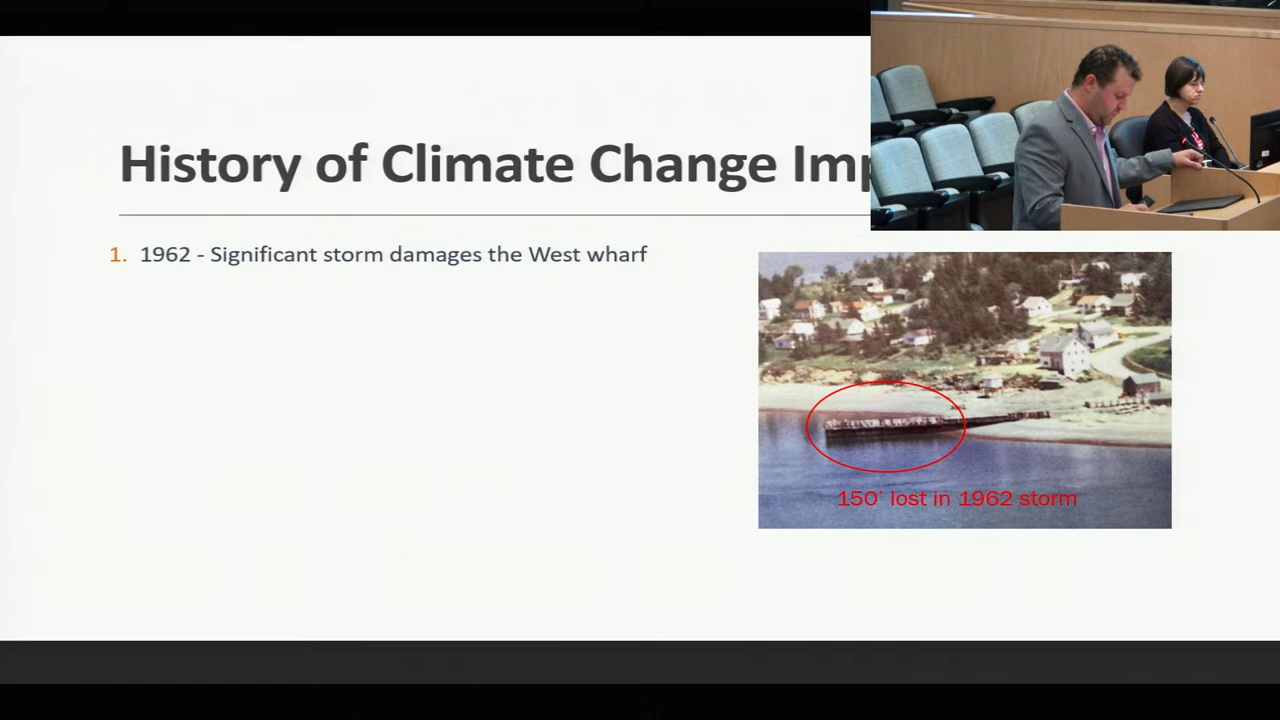 History of Climate Change Imp
1. 1962 - Significant storm damages the West wharf
150' lost in 1962 storm